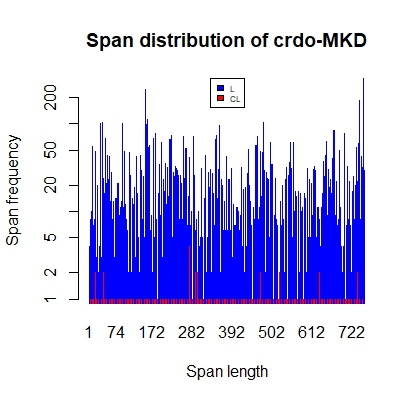 Span distribution of crdo-MKD
L
CL
Span frequency
200
50
20
5
2
1
1 74 172 282 392 502 612 722
Span length